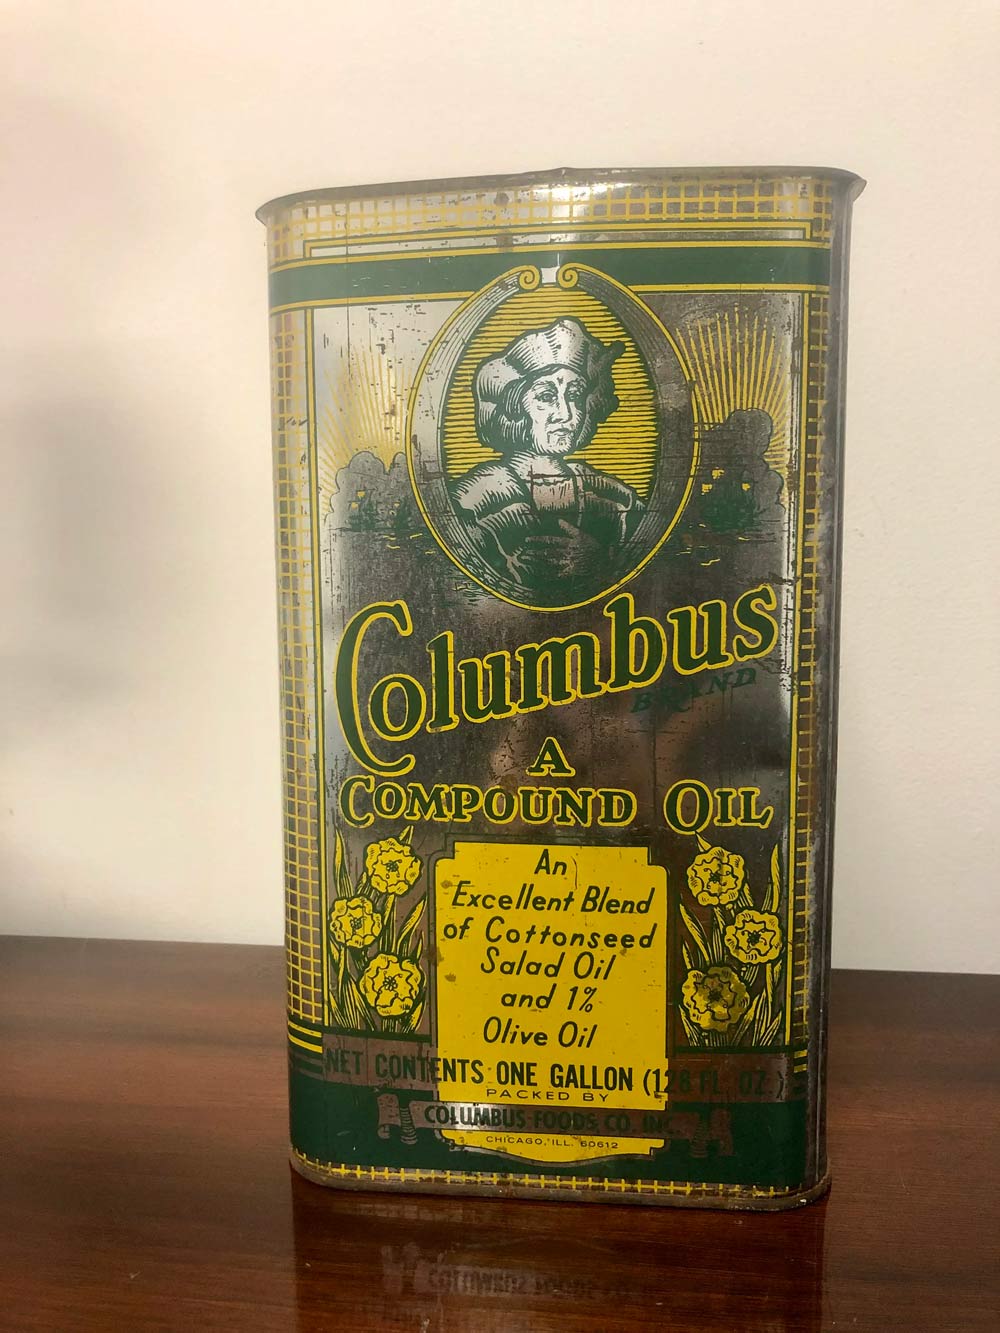 Columbus
BRAND
A
COMPOUND OIL
An
Excellent Blend
of Cottonseed
Salad Oil
and 1%
Olive Oil
NET CONTENTS ONE GALLON (128 FL. OZ.)
PACKED BY
COLUMBUS FOODS CO. INC.
CHICAGO, ILL. 60612